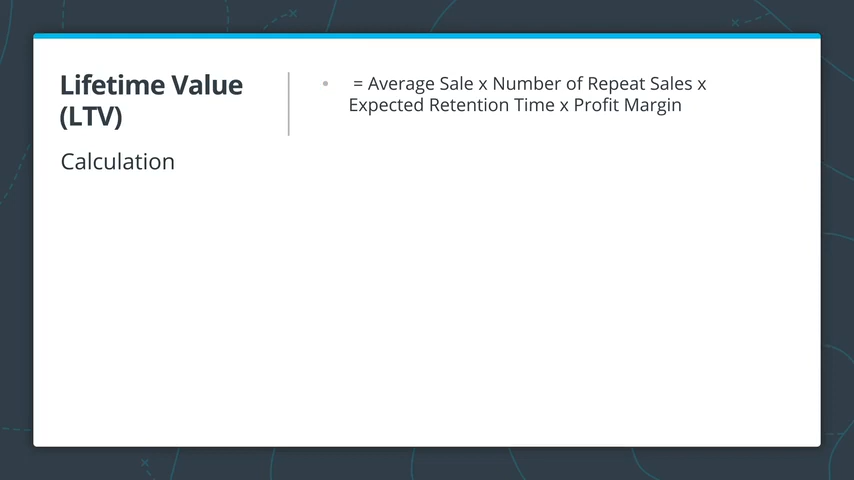 Lifetime Value
(LTV)
Calculation
• = Average Sale x Number of Repeat Sales x
Expected Retention Time x Profit Margin